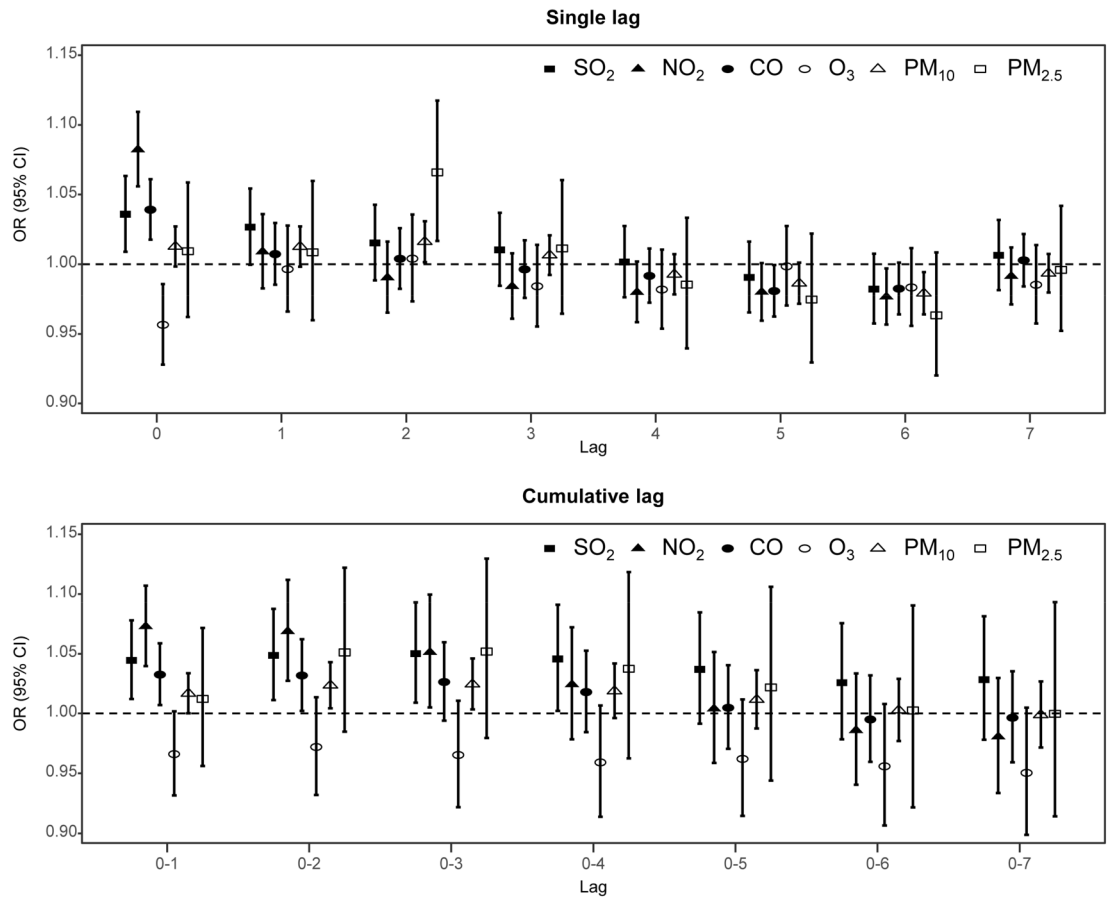 Single lag
SO2 NO2 CO O3 PM10 PM2.5
OR (95% CI)
1.15
1.10
1.05
1.00
0.95
0.90
0 1 2 3 4 5 6 7
Lag
Cumulative lag
SO2 NO2 CO O3 PM10 PM2.5
OR (95% CI)
1.15
1.10
1.05
1.00
0.95
0.90
0-1 0-2 0-3 0-4 0-5 0-6 0-7
Lag